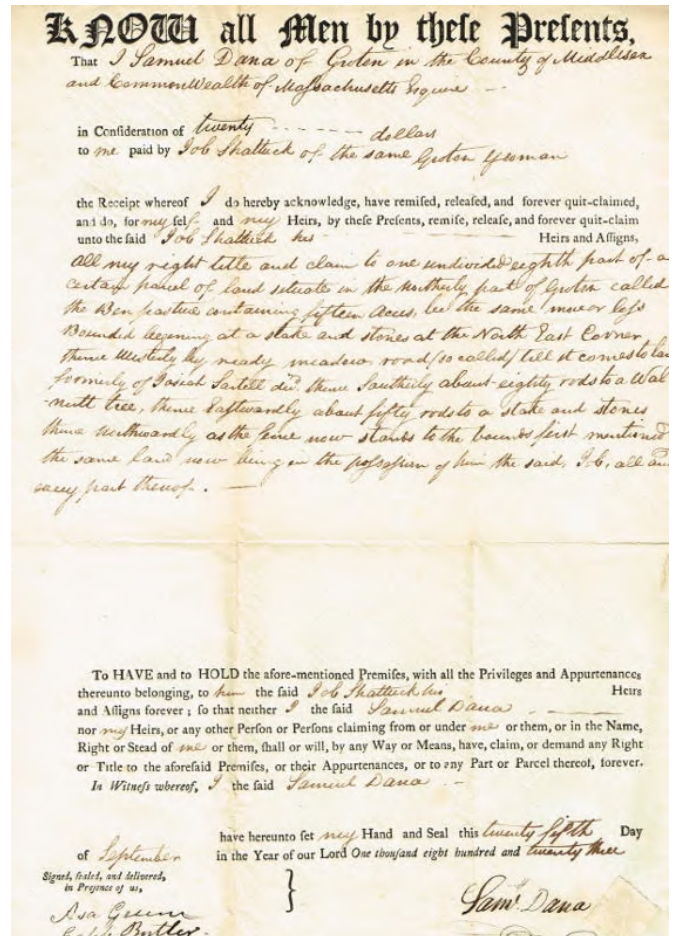 KNOW all Men by theſe Preſents,
That I Samuel Dana of Groton in the County of Middlesex
and CommonWealth of Maſsachusetts Esquire
in Conſideration of twenty - - - - - - dollars
to me paid by Job Shattuck of the same Groton Yeoman
the Receipt whereof I do hereby acknowledge, have remiſed, releaſed, and forever quit-claimed,
and do, for my ſelf and my Heirs, by theſe Preſents, remiſe, releaſe, and forever quit-claim
unto the ſaid Job Shattuck his Heirs and Aſſigns,
all my right title and claim to one undivided eighth part of a
certain parcel of land situate in the northerly part of Groton called
the pasture containing fifteen acres, be the same more or leſs
Bounded begening at a stake and stones at the North East Corner
thence Westerly by meadow road /so called/ till it comes to
formerly of Josiah Sartell thence Southerly about eighty rods to a Wal
-nutt tree, thence Eastwardly about fifty rods to a stake and stones
thence northwardly as the fence now stands to the bounds first mentioned
the same land now being in the poſseſsion of him the said, all
every part thereof. —
To HAVE and to HOLD the afore-mentioned Premiſes, with all the Privileges and Appurtenances
thereunto belonging, to him the ſaid Job Shattuck his Heirs
and Aſſigns forever ; ſo that neither I the ſaid Samuel Dana
nor my Heirs, or any other Perſon or Perſons claiming from or under me or them, or in the Name,
Right or Stead of me or them, ſhall or will, by any Way or Means, have, claim, or demand any Right
or Title to the aforeſaid Premiſes, or their Appurtenances, or to any Part or Parcel thereof, forever.
In Witneſs whereof, I the ſaid Samuel Dana
have hereunto ſet my Hand and Seal this twenty fifth Day
of September in the Year of our Lord One thouſand eight hundred and twenty three
Signed, ſealed, and delivered,
in Preſence of us,
Saml. Dana
Asa
Caleb Butler.